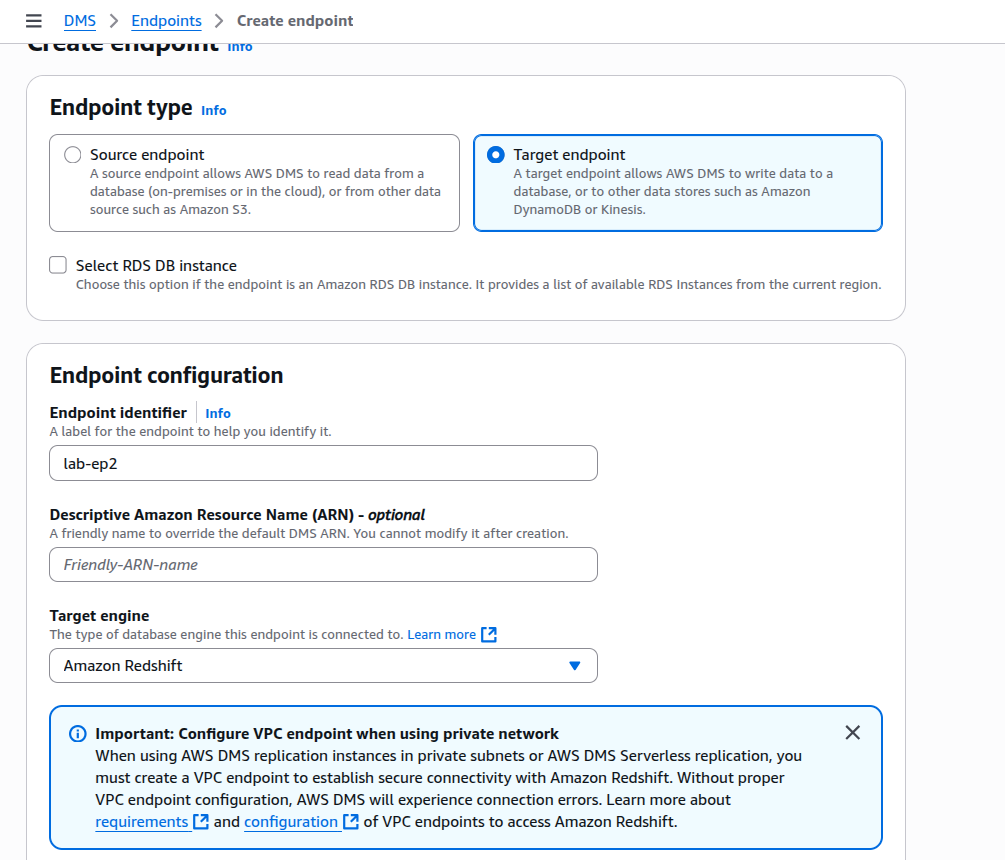 DMS > Endpoints > Create endpoint
Create endpoint Info
Endpoint type Info
Source endpoint
A source endpoint allows AWS DMS to read data from a
database (on-premises or in the cloud), or from other data
source such as Amazon S3.
Target endpoint
A target endpoint allows AWS DMS to write data to a
database, or to other data stores such as Amazon
DynamoDB or Kinesis.
Select RDS DB instance
Choose this option if the endpoint is an Amazon RDS DB instance. It provides a list of available RDS Instances from the current region.
Endpoint configuration
Endpoint identifier Info
A label for the endpoint to help you identify it.
lab-ep2
Descriptive Amazon Resource Name (ARN) - optional
A friendly name to override the default DMS ARN. You cannot modify it after creation.
Friendly-ARN-name
Target engine
The type of database engine this endpoint is connected to. Learn more
Amazon Redshift
Important: Configure VPC endpoint when using private network
When using AWS DMS replication instances in private subnets or AWS DMS Serverless replication, you
must create a VPC endpoint to establish secure connectivity with Amazon Redshift. Without proper
VPC endpoint configuration, AWS DMS will experience connection errors. Learn more about
requirements and configuration of VPC endpoints to access Amazon Redshift.